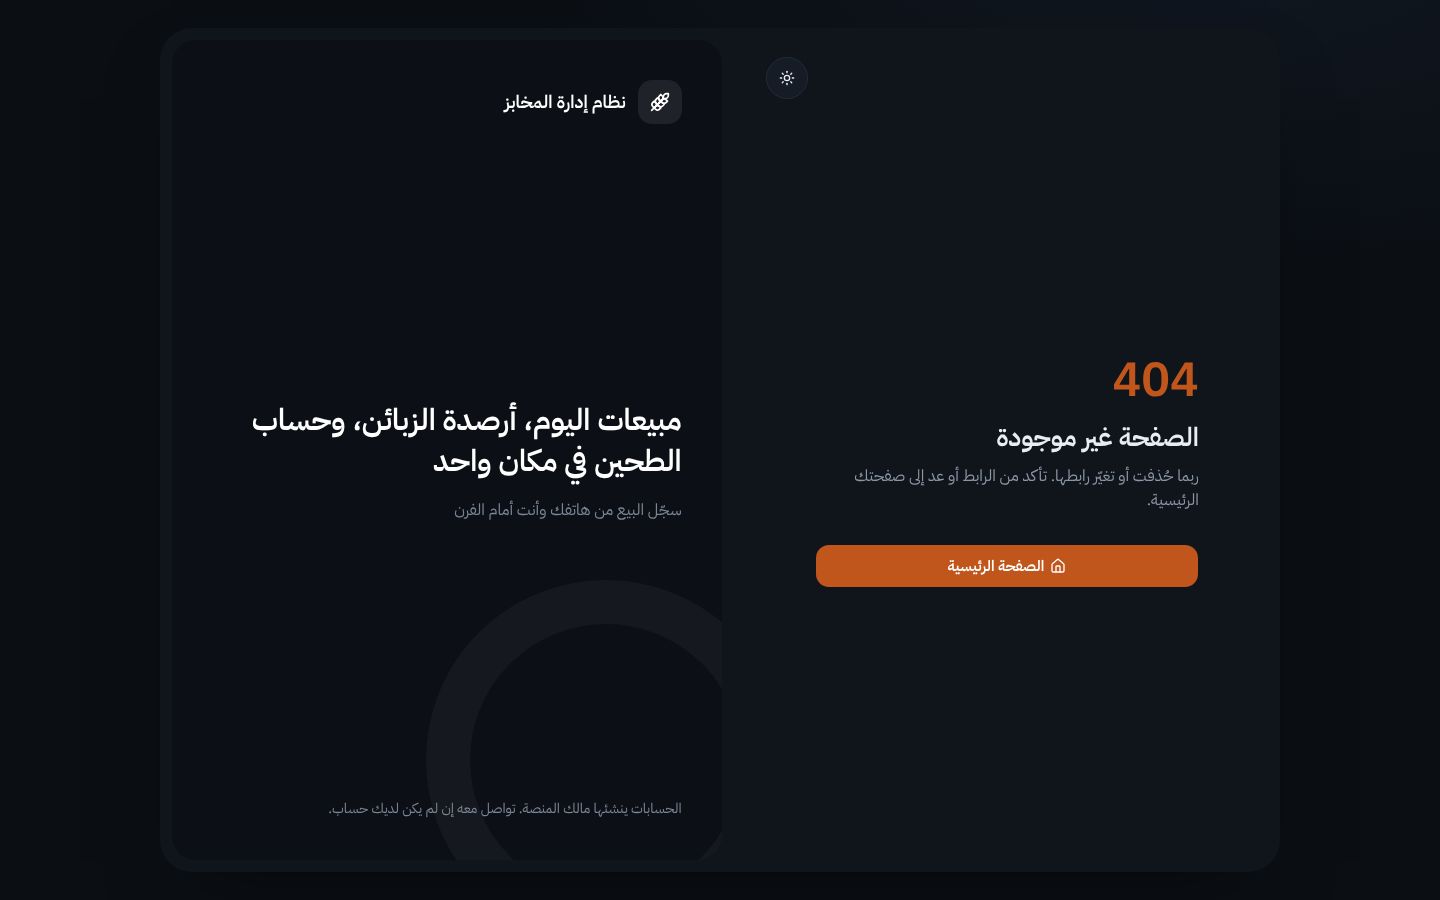 404
الصفحة غير موجودة
ربما حُذفت أو تغيّر رابطها. تأكد من الرابط أو عد إلى صفحتك
الرئيسية.
الصفحة الرئيسية
نظام إدارة المخابز
مبيعات اليوم، أرصدة الزبائن، وحساب
الطحين في مكان واحد
سجّل البيع من هاتفك وأنت أمام الفرن
الحسابات ينشئها مالك المنصة. تواصل معه إن لم يكن لديك حساب.